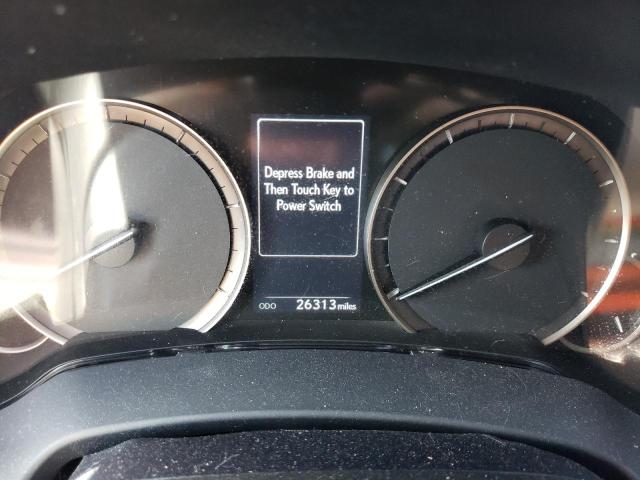 Depress Brake and
Then Touch Key to
Power Switch
ODO 26313 miles